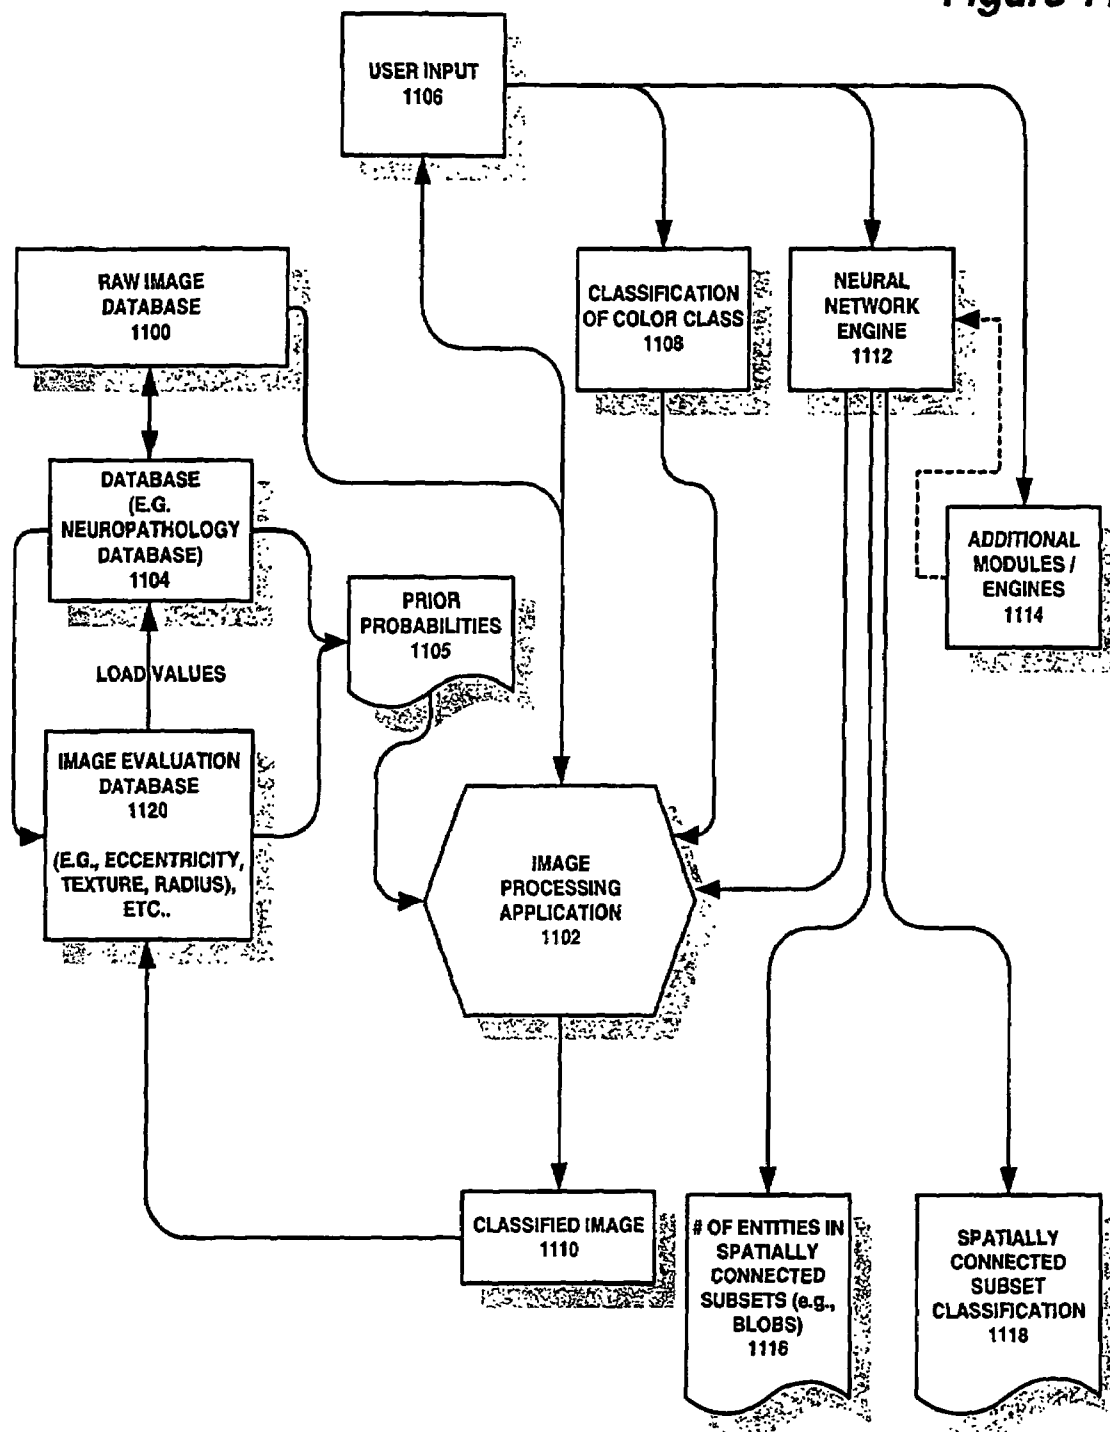 Figure 11
USER INPUT
1106
RAW IMAGE
DATABASE
1100
CLASSIFICATION
OF COLOR CLASS
1108
NEURAL
NETWORK
ENGINE
1112
DATABASE
(E.G.
NEUROPATHOLOGY
DATABASE)
1104
ADDITIONAL
MODULES /
ENGINES
1114
PRIOR
PROBABILITIES
1105
LOAD VALUES
IMAGE EVALUATION
DATABASE
1120
(E.G., ECCENTRICITY,
TEXTURE, RADIUS),
ETC..
IMAGE
PROCESSING
APPLICATION
1102
CLASSIFIED IMAGE
1110
# OF ENTITIES IN
SPATIALLY
CONNECTED
SUBSETS (e.g.,
BLOBS)
1116
SPATIALLY
CONNECTED
SUBSET
CLASSIFICATION
1118